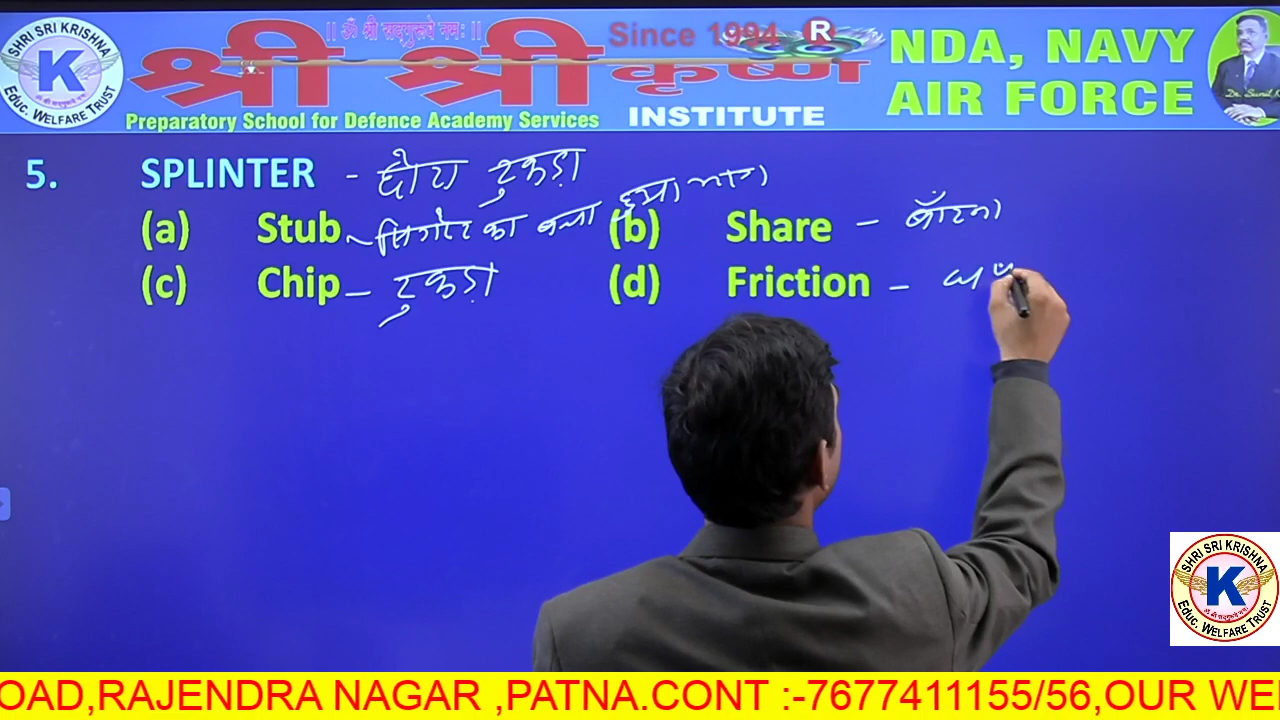 || ॐ श्री सद्गुरूवे नमः ||
Since 1994 R
SHRI SRI KRISHNA
K
Educ. WELFARE TRUST
श्री श्री कृष्ण
NDA, NAVY
AIR FORCE
Preparatory School for Defence Academy Services
INSTITUTE
5. SPLINTER - छोटा टुकड़ा
(a) Stub - सिगरेट का बचा हुआ भाग
(b) Share - बाँटना
(c) Chip - टुकड़ा
(d) Friction -
SHRI SRI KRISHNA
K
Educ. WELFARE TRUST
OAD,RAJENDRA NAGAR ,PATNA.CONT :-7677411155/56,OUR WE